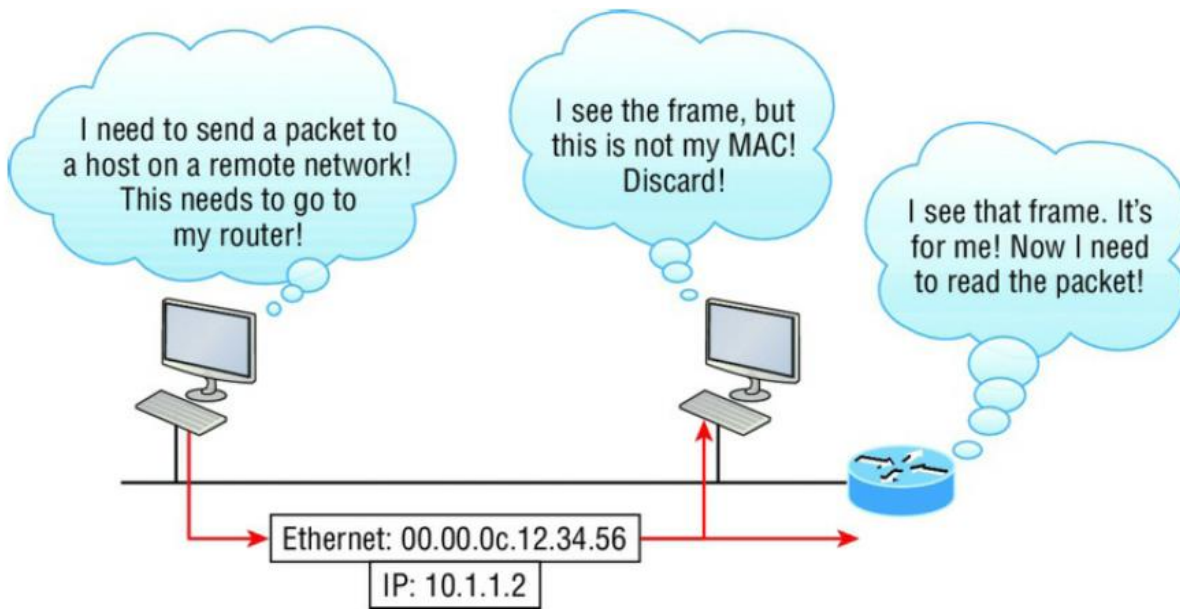 I need to send a packet to
a host on a remote network!
This needs to go to
my router!
I see the frame, but
this is not my MAC!
Discard!
I see that frame. It's
for me! Now I need
to read the packet!
Ethernet: 00.00.0c.12.34.56
IP: 10.1.1.2